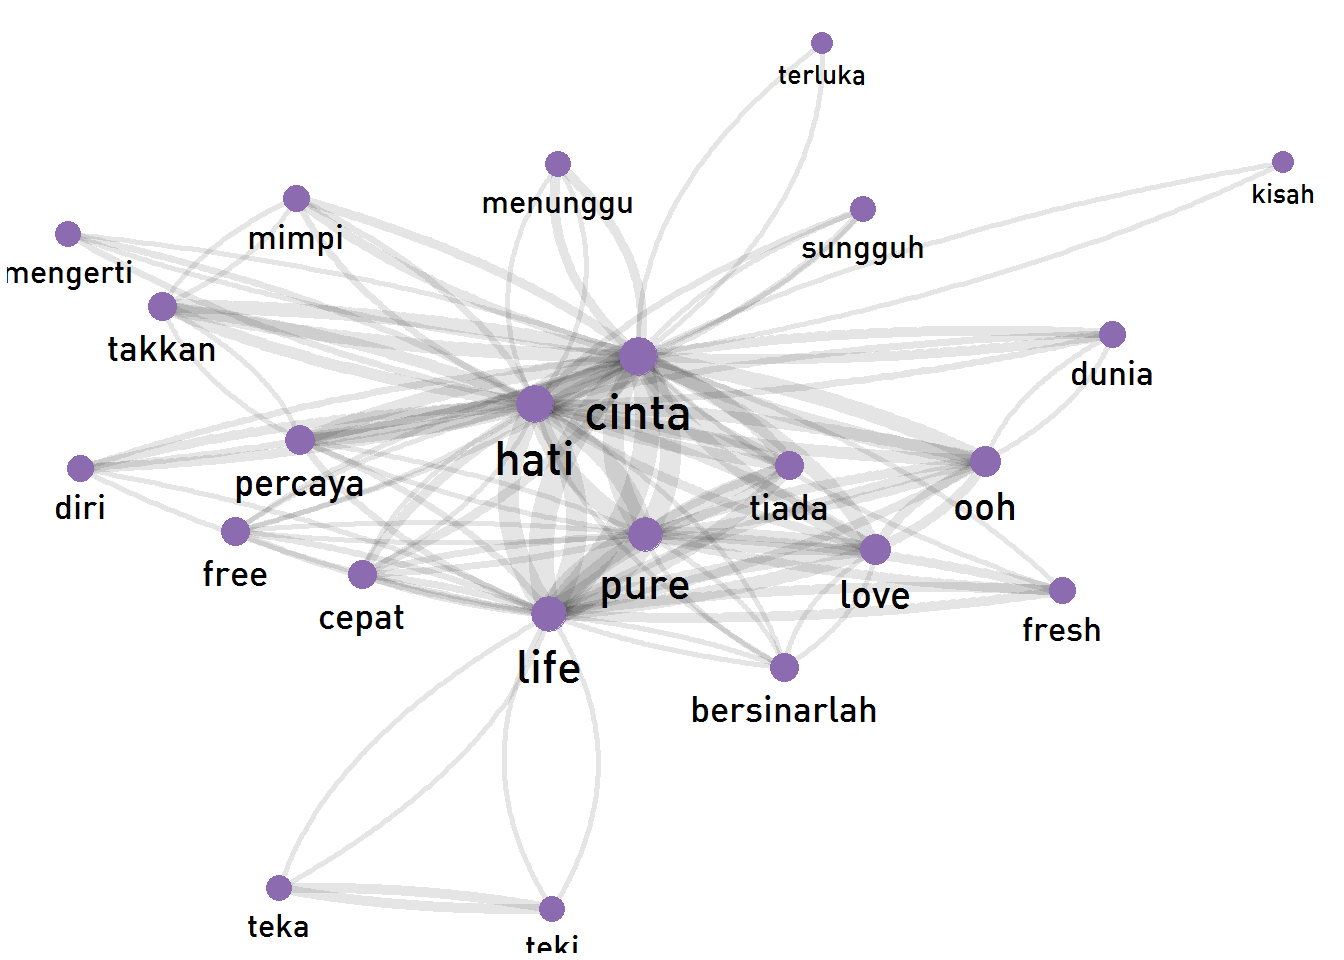 terluka
kisah
menunggu
mimpi
sungguh
mengerti
takkan
dunia
cinta
hati
percaya
diri
tiada
ooh
free
pure
love
cepat
fresh
life
bersinarlah
teka
teki